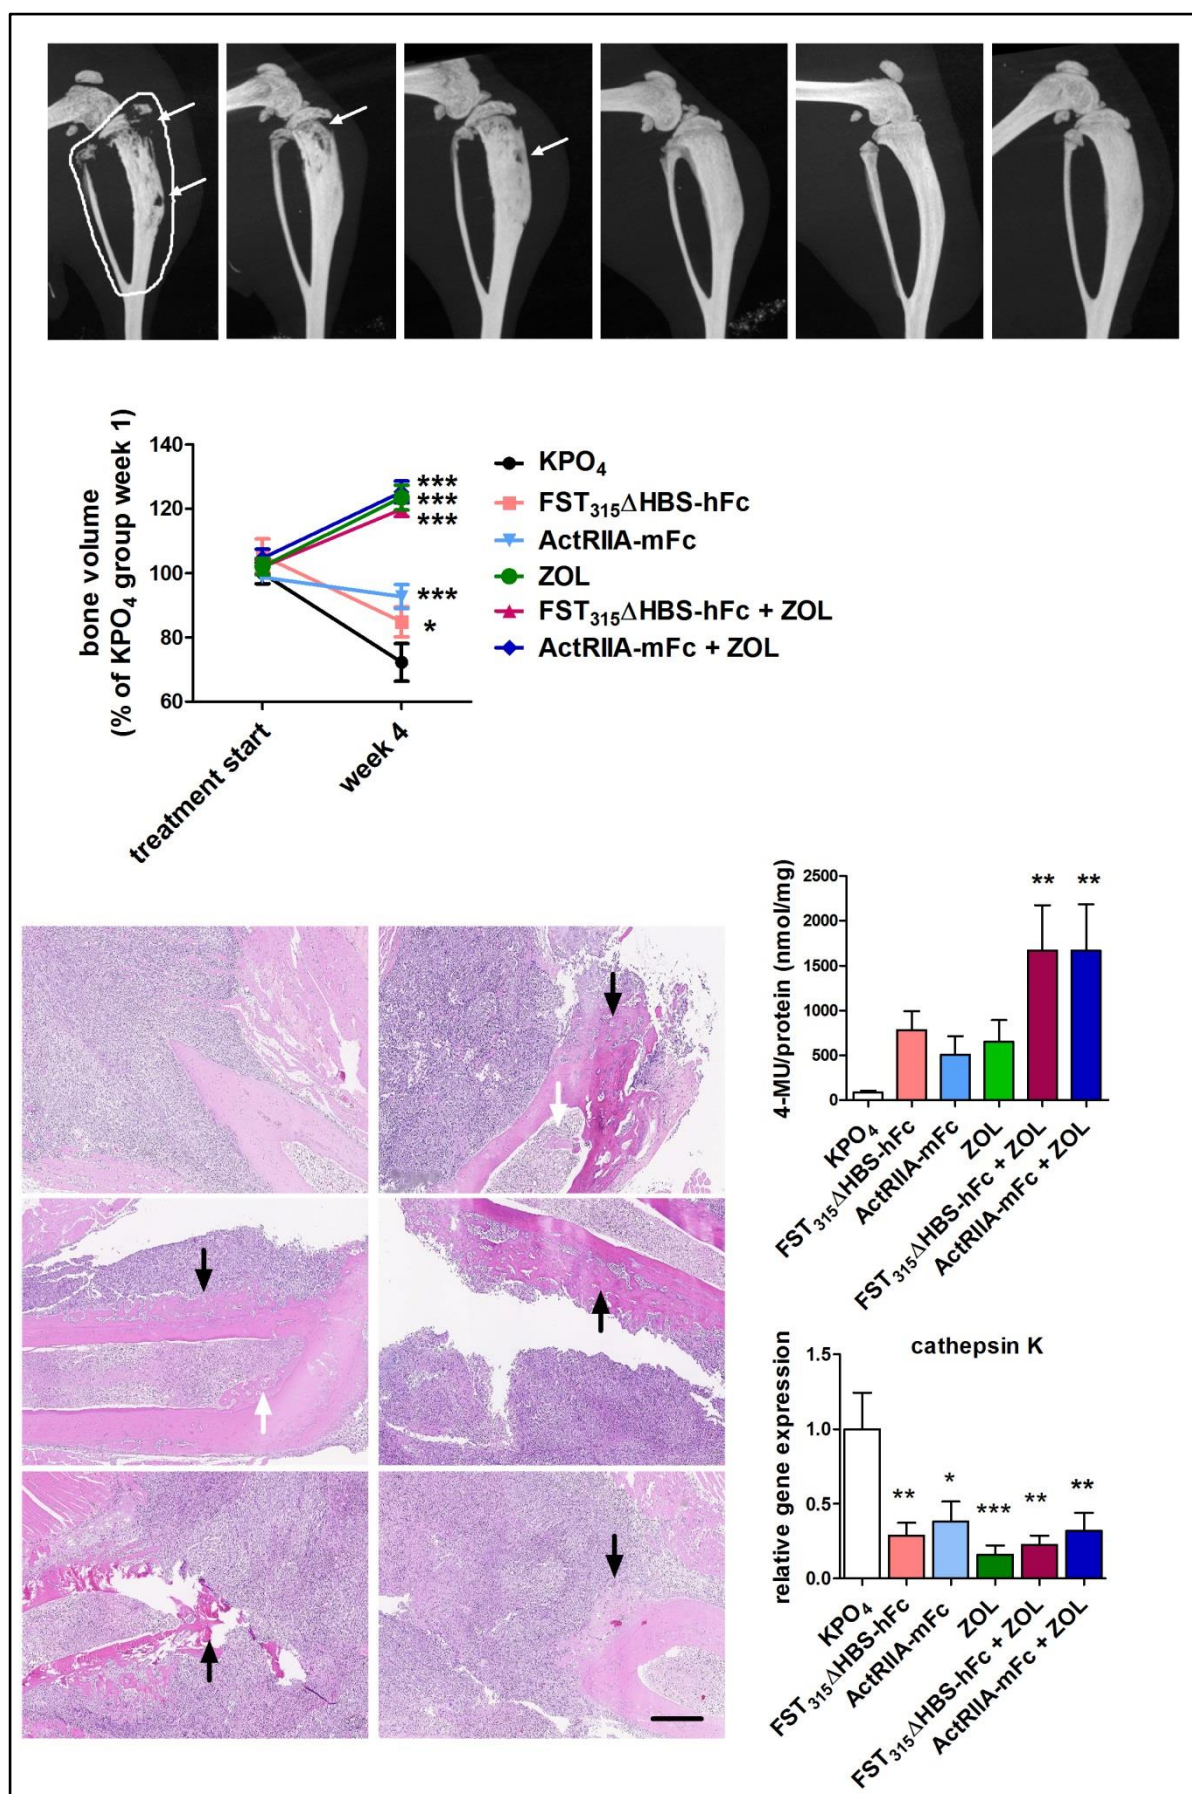 140
120
100
80
60
bone volume
(% of KPO₄ group week 1)
treatment start
week 4
***
***
***
***
*
KPO₄
FST₃₁₅ΔHBS-hFc
ActRIIA-mFc
ZOL
FST₃₁₅ΔHBS-hFc + ZOL
ActRIIA-mFc + ZOL
4-MU/protein (nmol/mg)
2500
2000
1500
1000
500
0
** **
KPO₄
FST₃₁₅ΔHBS-hFc
ActRIIA-mFc
ZOL
FST₃₁₅ΔHBS-hFc + ZOL
ActRIIA-mFc + ZOL
cathepsin K
relative gene expression
1.5
1.0
0.5
0.0
** * *** ** **
KPO₄
FST₃₁₅ΔHBS-hFc
ActRIIA-mFc
ZOL
FST₃₁₅ΔHBS-hFc + ZOL
ActRIIA-mFc + ZOL